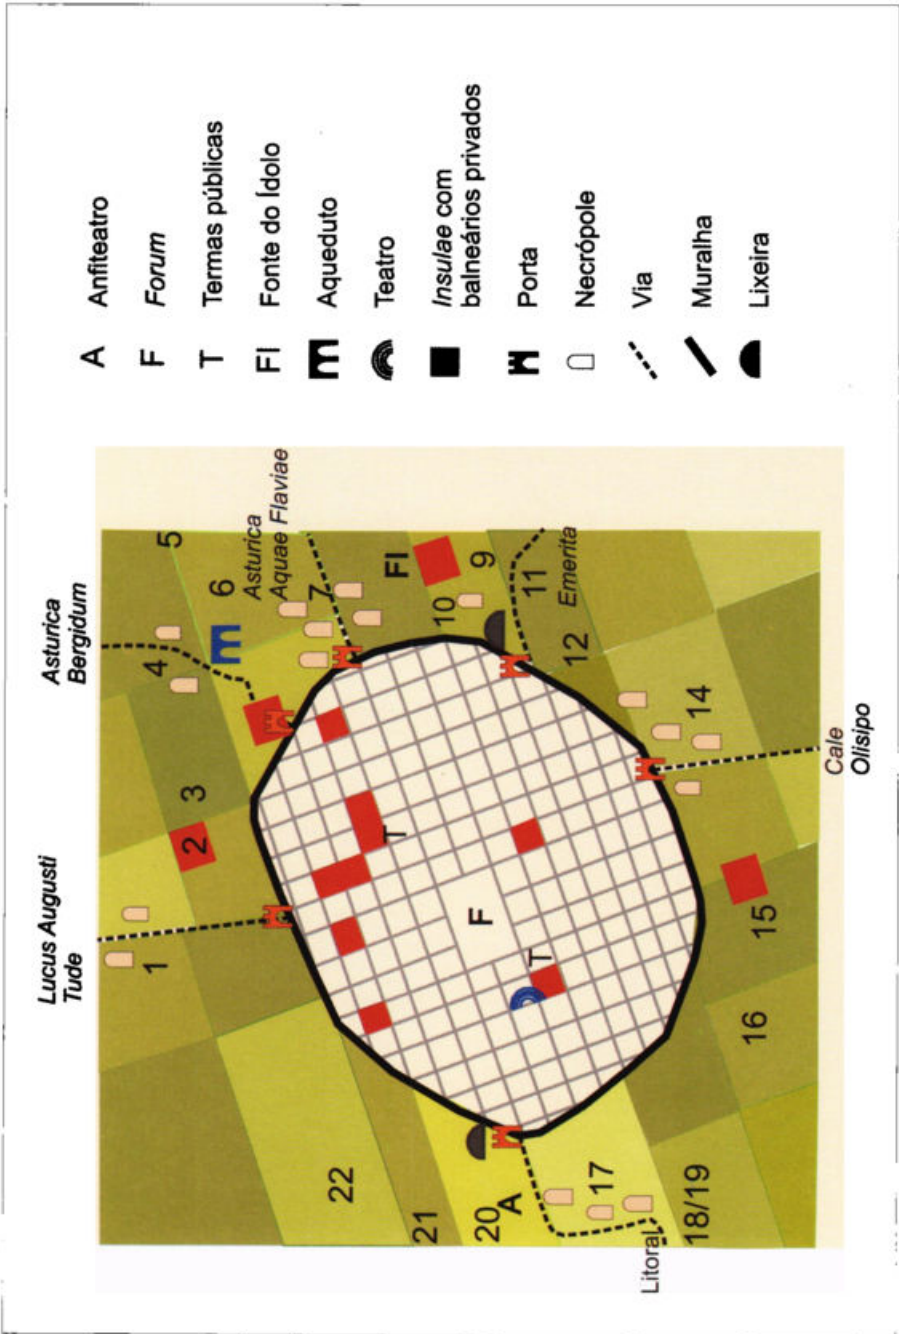 Lucus Augusti
Tude
Asturica
Bergidum
1
2
3
4
5
6
Asturica
Aquae Flaviae
7
FI
9
10
11
Emerita
12
14
Cale
Olisipo
15
16
17
18/19
Litoral
20
A
21
22
T
F
T
A Anfiteatro
F Forum
T Termas públicas
FI Fonte do Ídolo
Aqueduto
Teatro
Insulae com
balneários privados
Porta
Necrópole
Via
Muralha
Lixeira